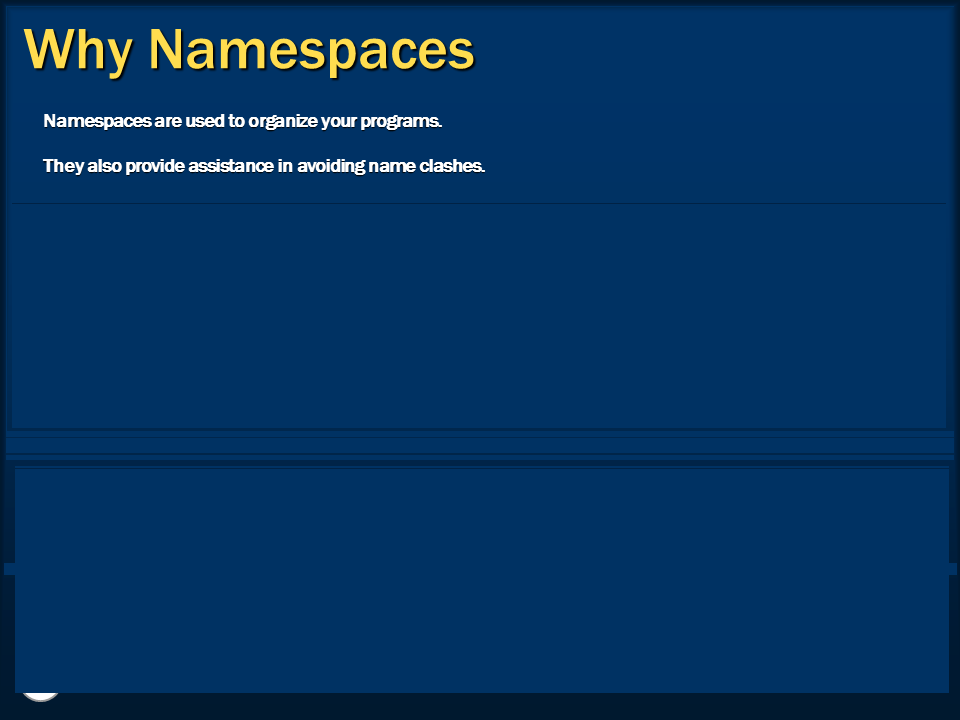 Why Namespaces
Namespaces are used to organize your programs.
They also provide assistance in avoiding name clashes.